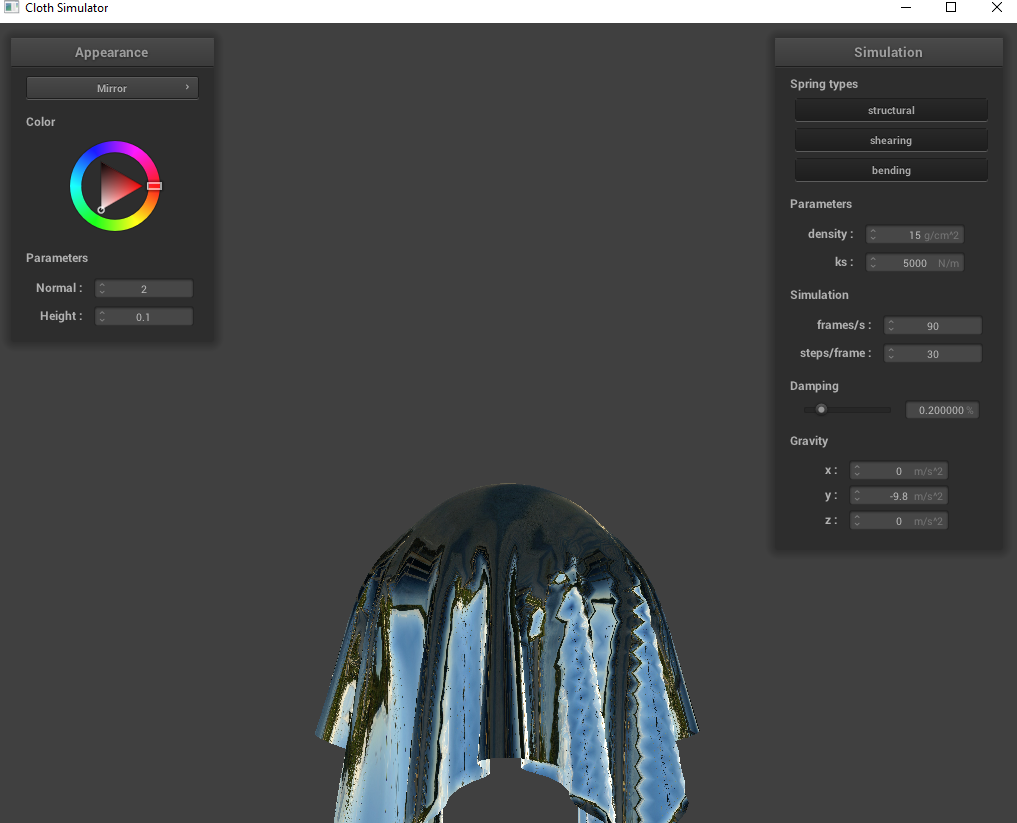 Cloth Simulator
Appearance
Mirror
Color
Parameters
Normal : 2
Height : 0.1
Simulation
Spring types
structural
shearing
bending
Parameters
density : 15 g/cm^2
ks : 5000 N/m
Simulation
frames/s : 90
steps/frame : 30
Damping
0.200000 %
Gravity
x : 0 m/s^2
y : -9.8 m/s^2
z : 0 m/s^2